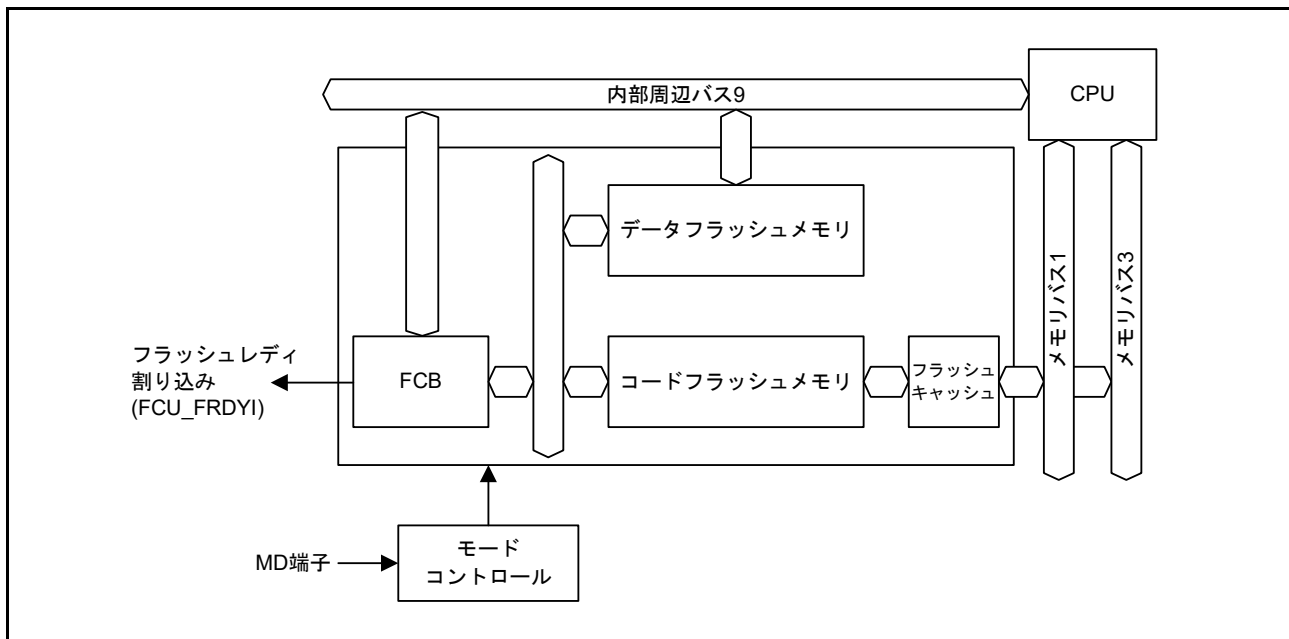 内部周辺バス9
CPU
データフラッシュメモリ
メモリバス1
メモリバス3
フラッシュレディ
割り込み
(FCU_FRDYI)
FCB
コードフラッシュメモリ
フラッシュ
キャッシュ
MD端子
モード
コントロール